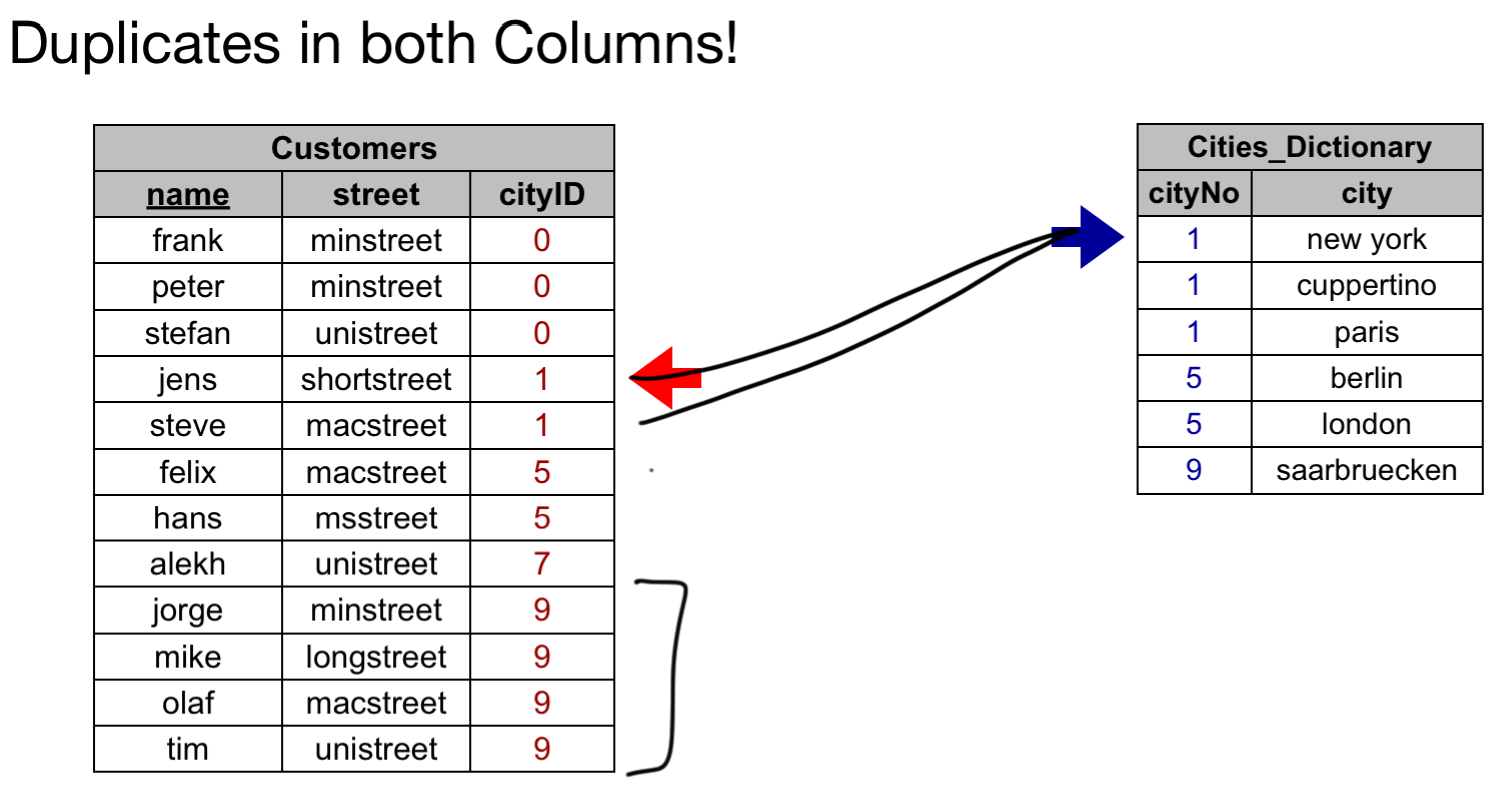 Duplicates in both Columns!
Customers
name street cityID
frank minstreet 0
peter minstreet 0
stefan unistreet 0
jens shortstreet 1
steve macstreet 1
felix macstreet 5
hans msstreet 5
alekh unistreet 7
jorge minstreet 9
mike longstreet 9
olaf macstreet 9
tim unistreet 9
Cities_Dictionary
cityNo city
1 new york
1 cuppertino
1 paris
5 berlin
5 london
9 saarbruecken